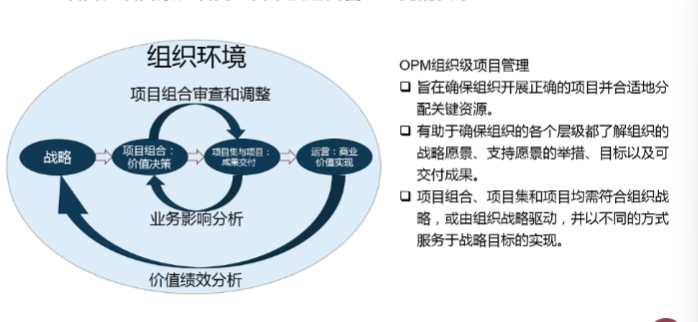 组织环境
项目组合审查和调整
战略
项目组合：
价值决策
项目集与项目：
成果交付
运营：商业
价值实现
业务影响分析
价值绩效分析
OPM组织级项目管理
旨在确保组织开展正确的项目并合适地分
配关键资源。
有助于确保组织的各个层级都了解组织的
战略愿景、支持愿景的举措、目标以及可
交付成果。
项目组合、项目集和项目均需符合组织战
略，或由组织战略驱动，并以不同的方式
服务于战略目标的实现。